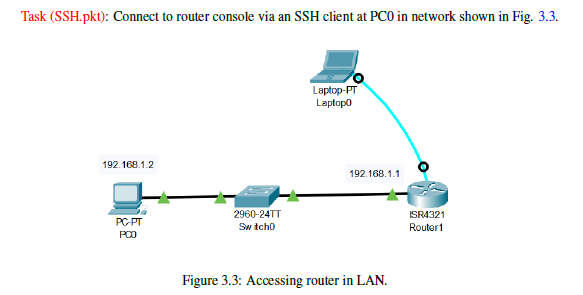 Task (SSH.pkt): Connect to router console via an SSH client at PC0 in network shown in Fig. 3.3.
Laptop-PT
Laptop0
192.168.1.2
192.168.1.1
PC-PT
PC0
2960-24TT
Switch0
ISR4321
Router1
Figure 3.3: Accessing router in LAN.